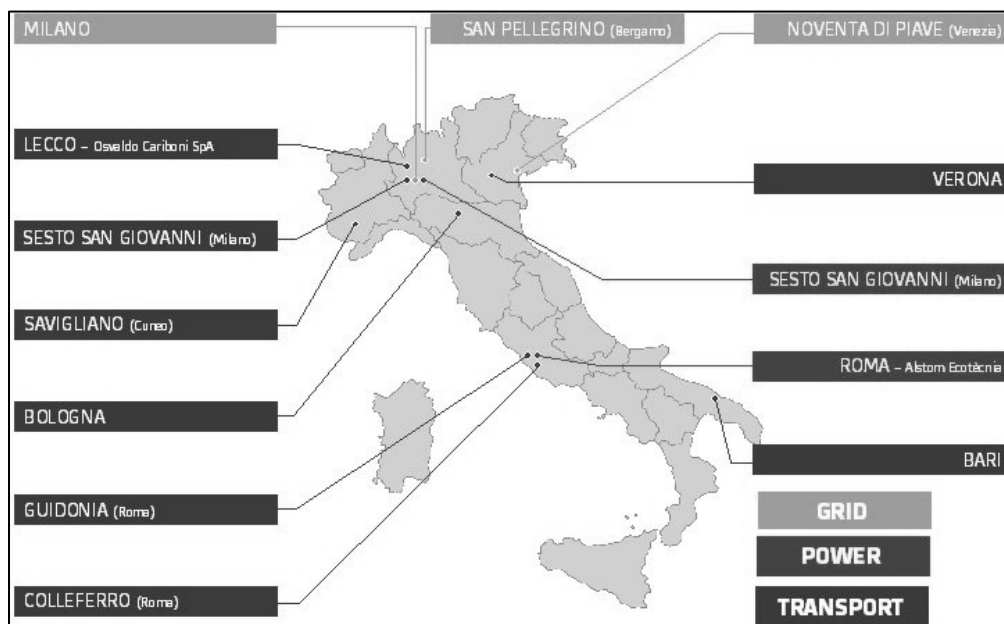 MILANO
SAN PELLEGRINO (Bergamo)
NOVENTA DI PIAVE (Venezia)
LECCO – Osvaldo Cariboni SpA
VERONA
SESTO SAN GIOVANNI (Milano)
SESTO SAN GIOVANNI (Milano)
SAVIGLIANO (Cuneo)
ROMA – Alstom Ecotècnia
BOLOGNA
BARI
GUIDONIA (Roma)
GRID
POWER
COLLEFERRO (Roma)
TRANSPORT